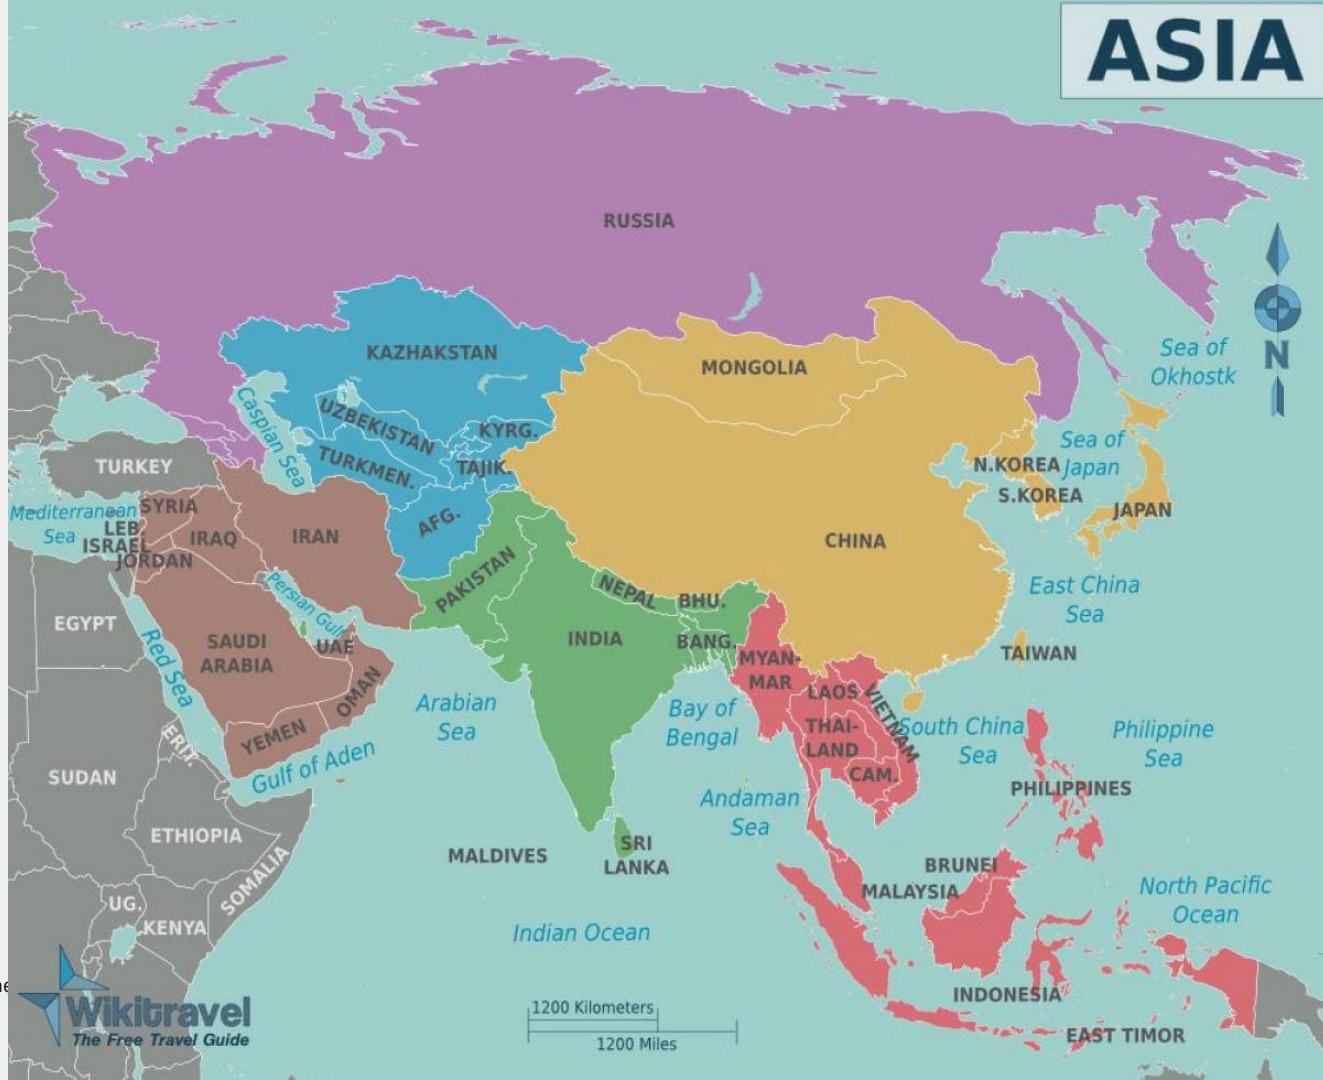 ASIA
RUSSIA
N
Sea of
Okhostk
KAZHAKSTAN
MONGOLIA
Caspian Sea
UZBEKISTAN
KYRG.
TURKMEN.
TAJIK.
Sea of
Japan
N.KOREA
S.KOREA
JAPAN
TURKEY
Mediterranean
Sea
SYRIA
LEB.
ISRAEL
JORDAN
IRAQ
IRAN
AFG.
CHINA
PAKISTAN
Persian Gulf
NEPAL
BHU.
East China
Sea
EGYPT
Red Sea
SAUDI
ARABIA
UAE
INDIA
BANG.
MYAN-
MAR
TAIWAN
OMAN
YEMEN
Arabian
Sea
Bay of
Bengal
LAOS
VIETNAM
THAI-
LAND
CAM.
South China
Sea
Philippine
Sea
ERIT.
Gulf of Aden
SUDAN
Andaman
Sea
PHILIPPINES
ETHIOPIA
SOMALIA
MALDIVES
SRI
LANKA
BRUNEI
MALAYSIA
North Pacific
Ocean
UG.
KENYA
Indian Ocean
INDONESIA
EAST TIMOR
1200 Kilometers
1200 Miles
Wikitravel
The Free Travel Guide